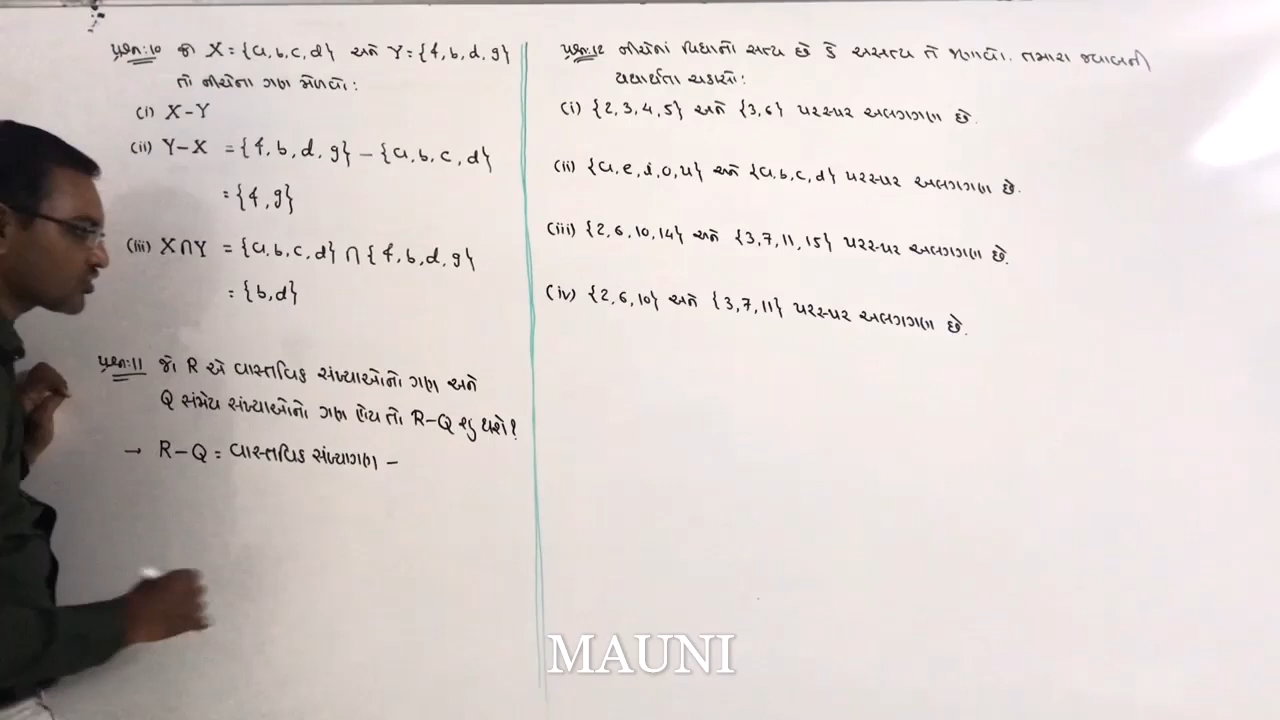 પ્રશ્ન:10 જો X = {a, b, c, d} અને Y = {f, b, d, g}
તો નીચેના ગણ મેળવો :
(i) X-Y
(ii) Y-X = {f, b, d, g} - {a, b, c, d}
= {f, g}
(iii) X∩Y = {a, b, c, d} ∩ {f, b, d, g}
= {b, d}
પ્રશ્ન:11 જો R એ વાસ્તવિક સંખ્યાઓનો ગણ અને
Q સંમેય સંખ્યાઓનો ગણ હોય તો R-Q શું થશે?
→ R-Q = વાસ્તવિક સંખ્યાગણ -
પ્રશ્ન:12 નીચેનાં વિધાનો સત્ય છે કે અસત્ય તે જણાવો. તમારા જવાબની
યથાર્થતા ચકાસો :
(i) {2, 3, 4, 5} અને {3, 6} પરસ્પર અલગગણ છે.
(ii) {a, e, i, o, u} અને {a, b, c, d} પરસ્પર અલગગણ છે.
(iii) {2, 6, 10, 14} અને {3, 7, 11, 15} પરસ્પર અલગગણ છે.
(iv) {2, 6, 10} અને {3, 7, 11} પરસ્પર અલગગણ છે.
MAUNI